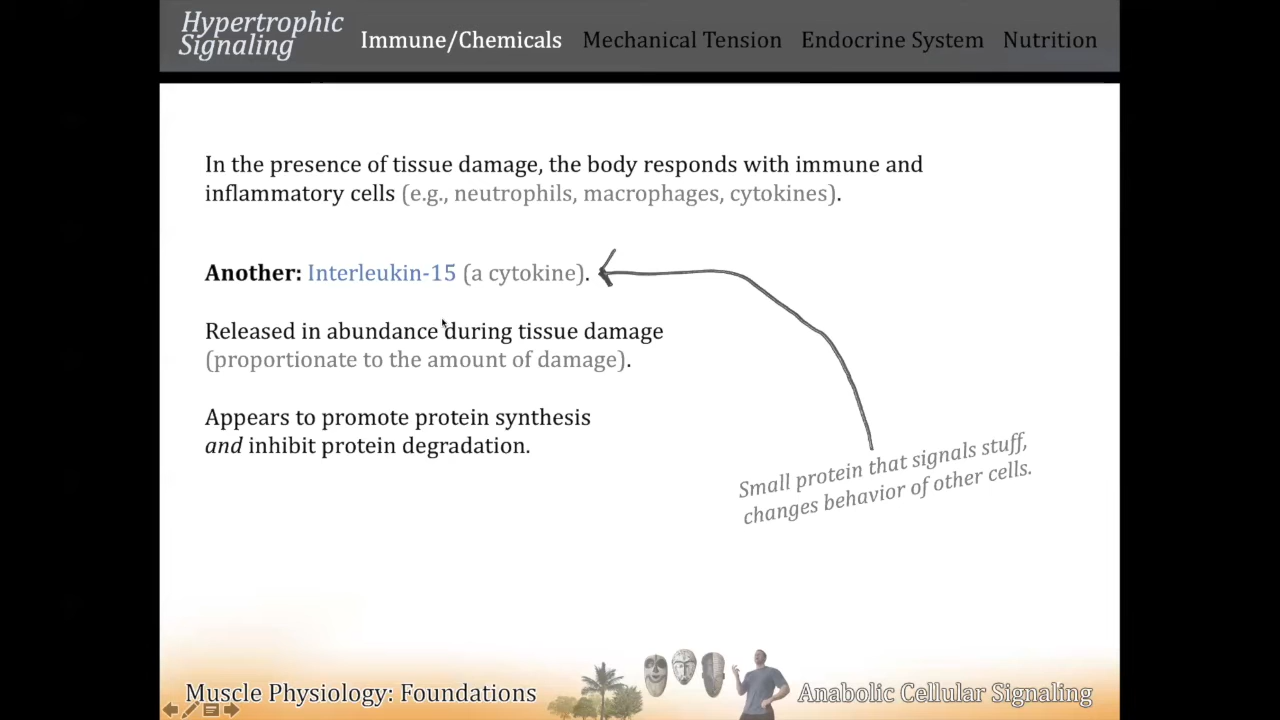 Hypertrophic
Signaling
Immune/Chemicals Mechanical Tension Endocrine System Nutrition
In the presence of tissue damage, the body responds with immune and
inflammatory cells (e.g., neutrophils, macrophages, cytokines).
Another: Interleukin-15 (a cytokine).
Released in abundance during tissue damage
(proportionate to the amount of damage).
Appears to promote protein synthesis
and inhibit protein degradation.
Small protein that signals stuff,
changes behavior of other cells.
Muscle Physiology: Foundations
Anabolic Cellular Signaling